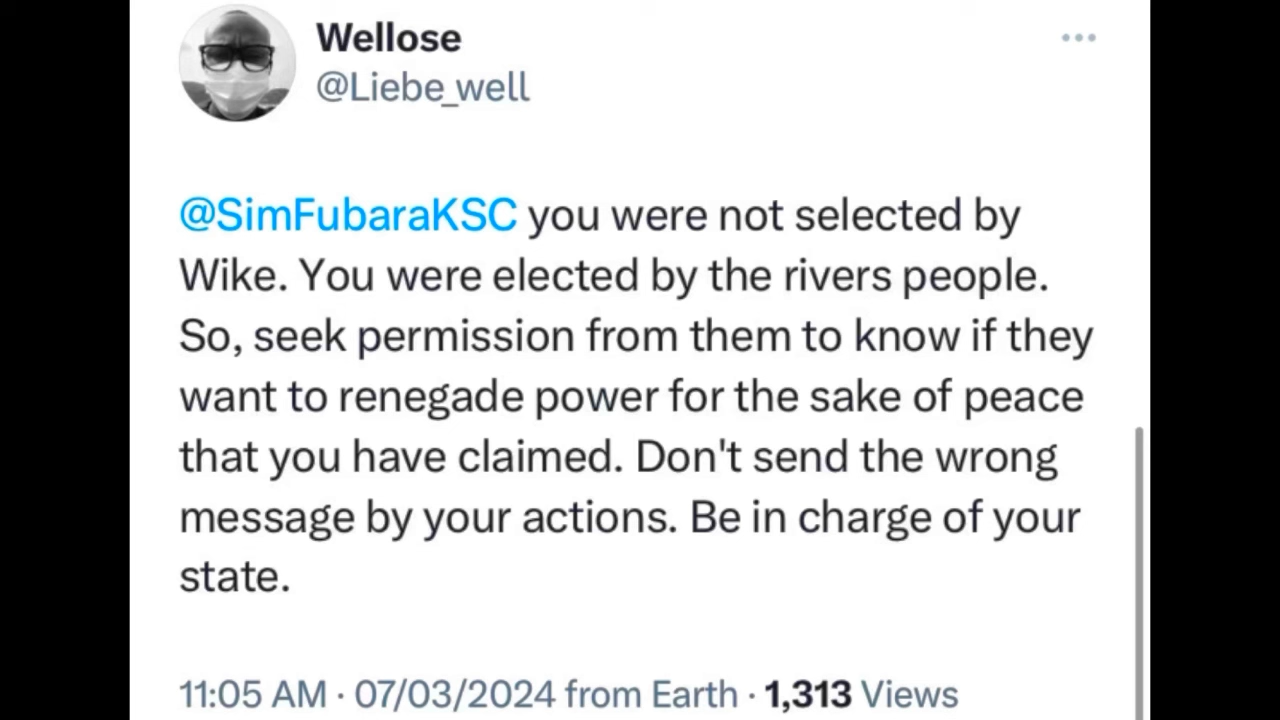 Wellose
@Liebe_well
@SimFubaraKSC you were not selected by
Wike. You were elected by the rivers people.
So, seek permission from them to know if they
want to renegade power for the sake of peace
that you have claimed. Don't send the wrong
message by your actions. Be in charge of your
state.
11:05 AM · 07/03/2024 from Earth · 1,313 Views